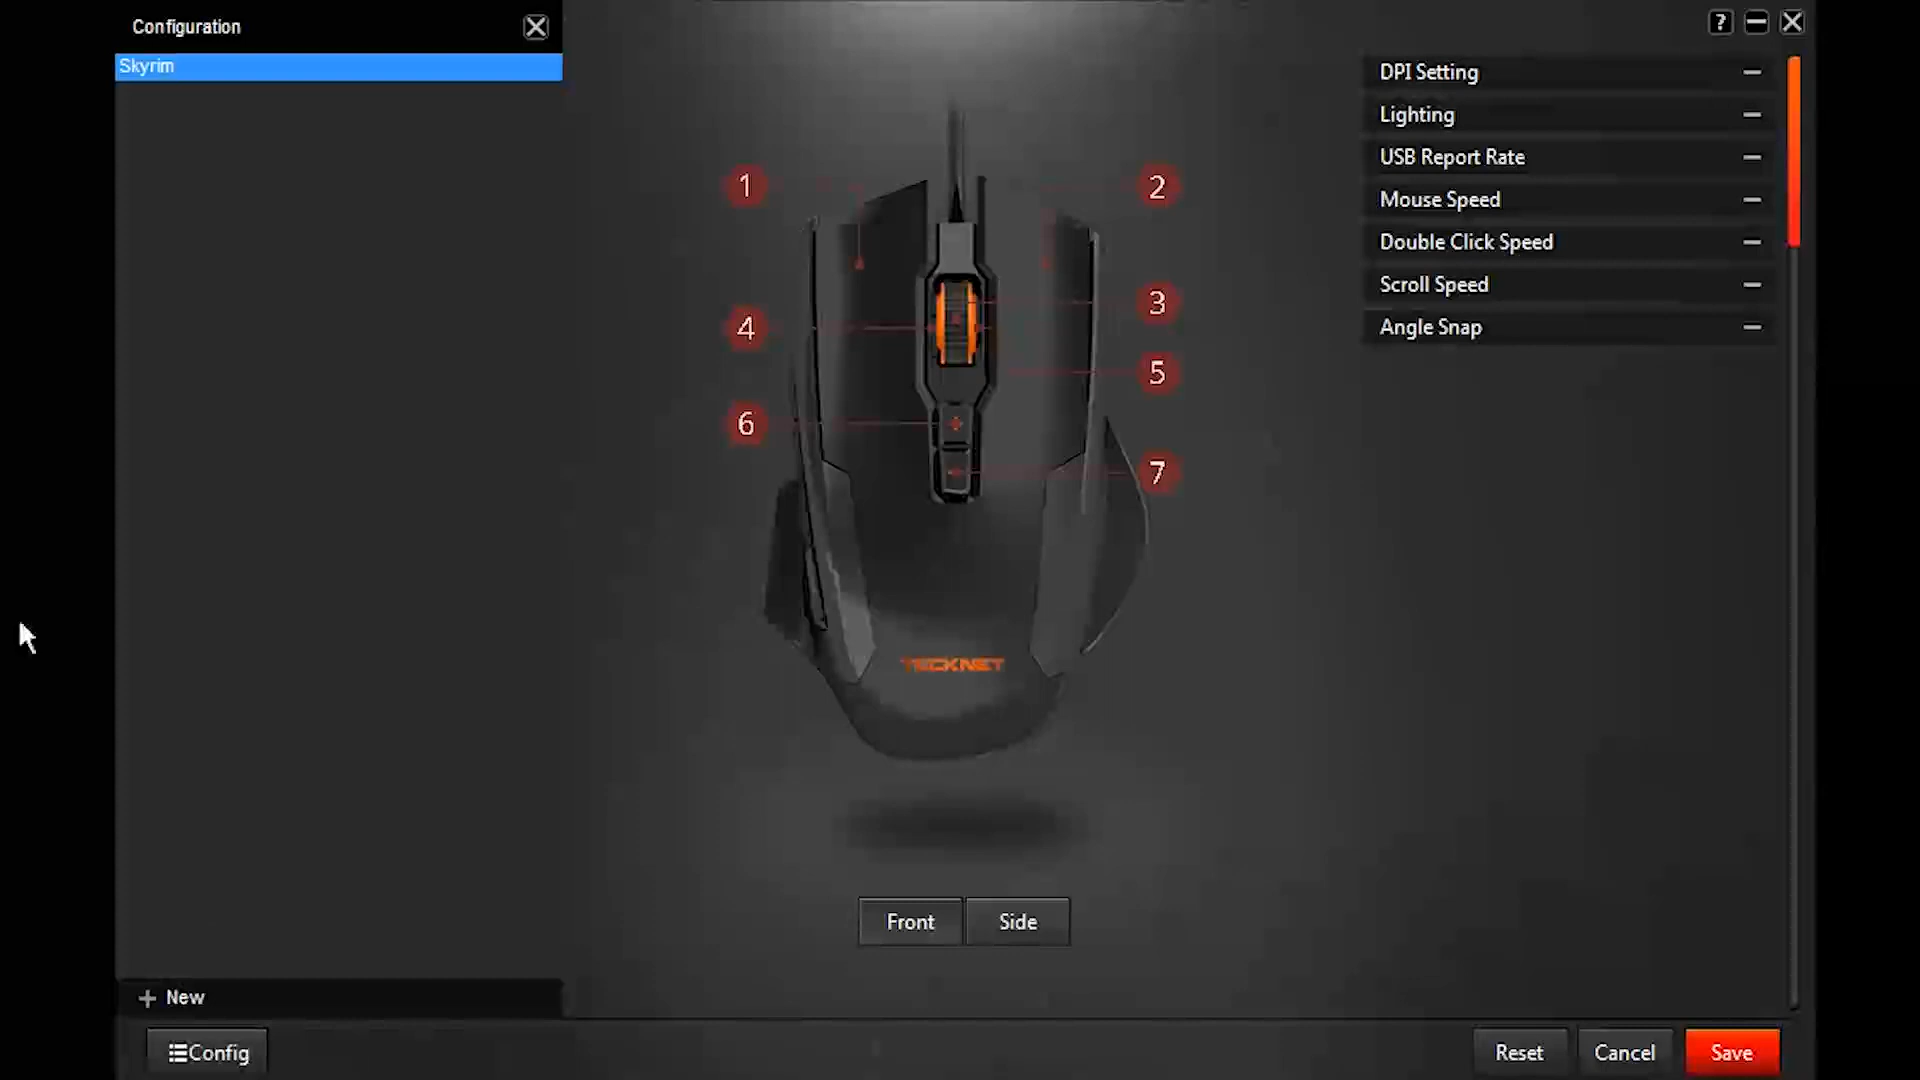 Configuration
Skyrim
?
DPI Setting
Lighting
USB Report Rate
Mouse Speed
Double Click Speed
Scroll Speed
Angle Snap
1
2
3
4
5
6
7
TECKNET
Front
Side
+ New
Config
Reset
Cancel
Save